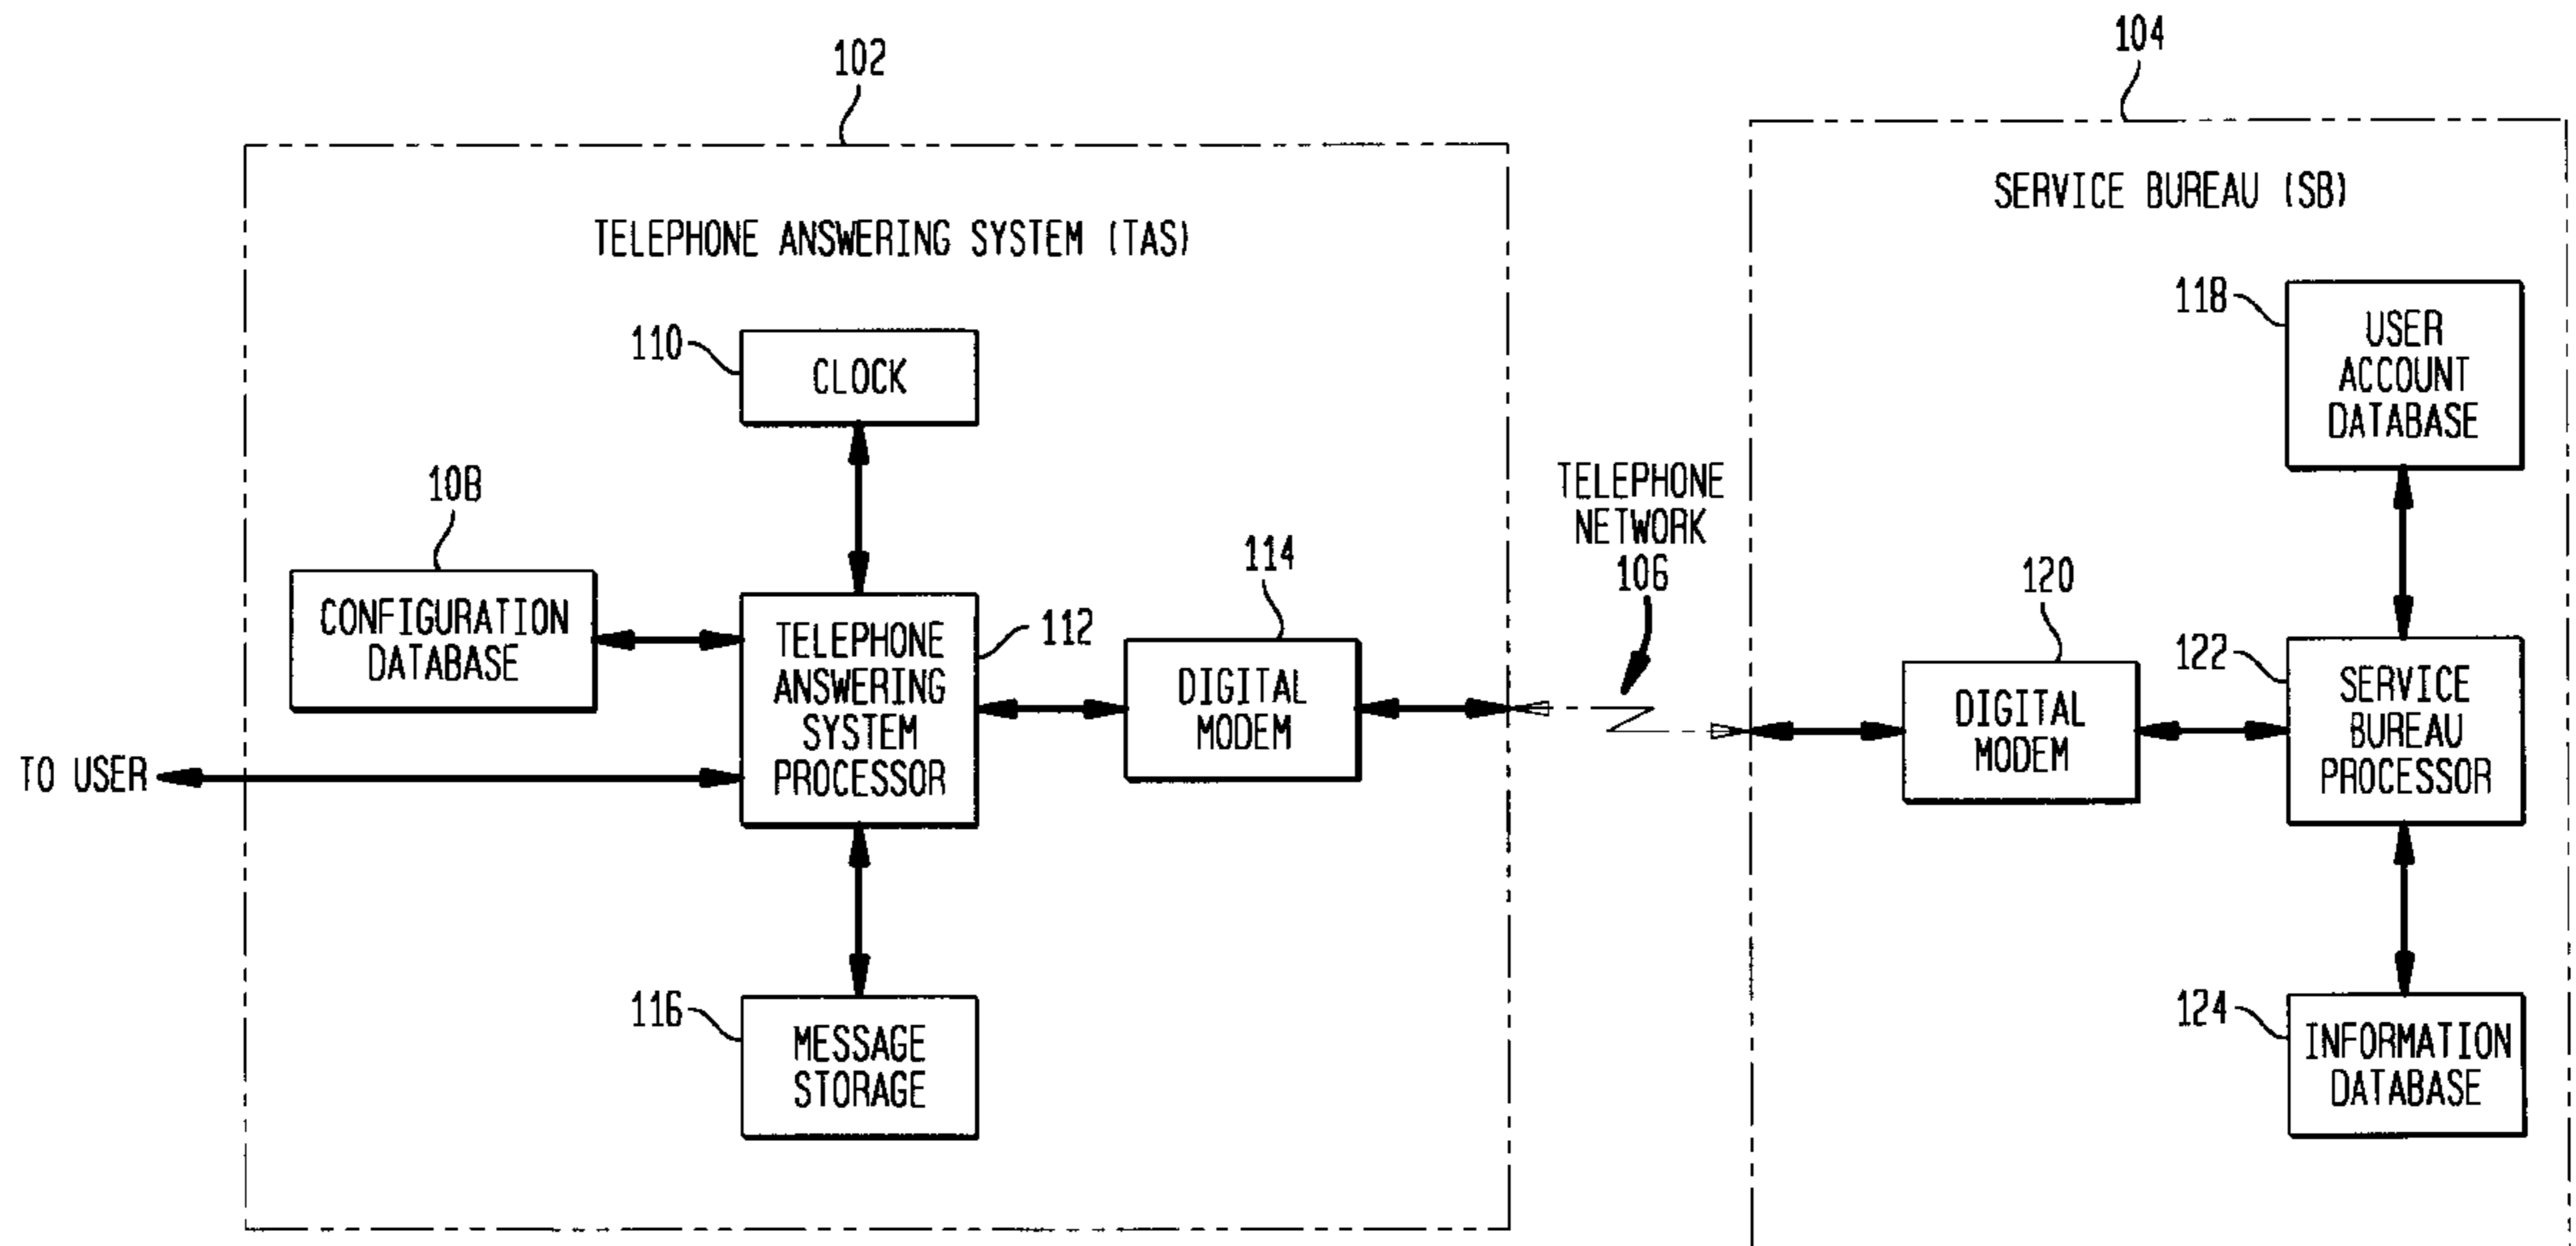 102
104
TELEPHONE ANSWERING SYSTEM (TAS)
SERVICE BUREAU (SB)
110
CLOCK
118
USER
ACCOUNT
DATABASE
108
CONFIGURATION
DATABASE
TELEPHONE
ANSWERING
SYSTEM
PROCESSOR
112
114
DIGITAL
MODEM
TELEPHONE
NETWORK
106
120
DIGITAL
MODEM
122
SERVICE
BUREAU
PROCESSOR
TO USER
116
MESSAGE
STORAGE
124
INFORMATION
DATABASE